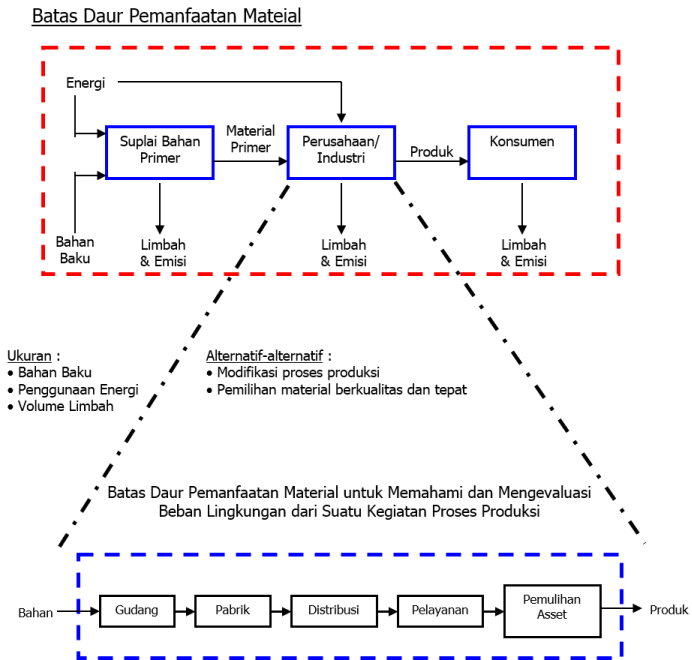 Batas Daur Pemanfaatan Mateial
Energi
Suplai Bahan
Primer
Material
Primer
Perusahaan/
Industri
Produk
Konsumen
Bahan
Baku
Limbah
& Emisi
Limbah
& Emisi
Limbah
& Emisi
Ukuran :
• Bahan Baku
• Penggunaan Energi
• Volume Limbah
Alternatif-alternatif :
• Modifikasi proses produksi
• Pemilihan material berkualitas dan tepat
Batas Daur Pemanfaatan Material untuk Memahami dan Mengevaluasi
Beban Lingkungan dari Suatu Kegiatan Proses Produksi
Bahan
Gudang
Pabrik
Distribusi
Pelayanan
Pemulihan
Asset
Produk